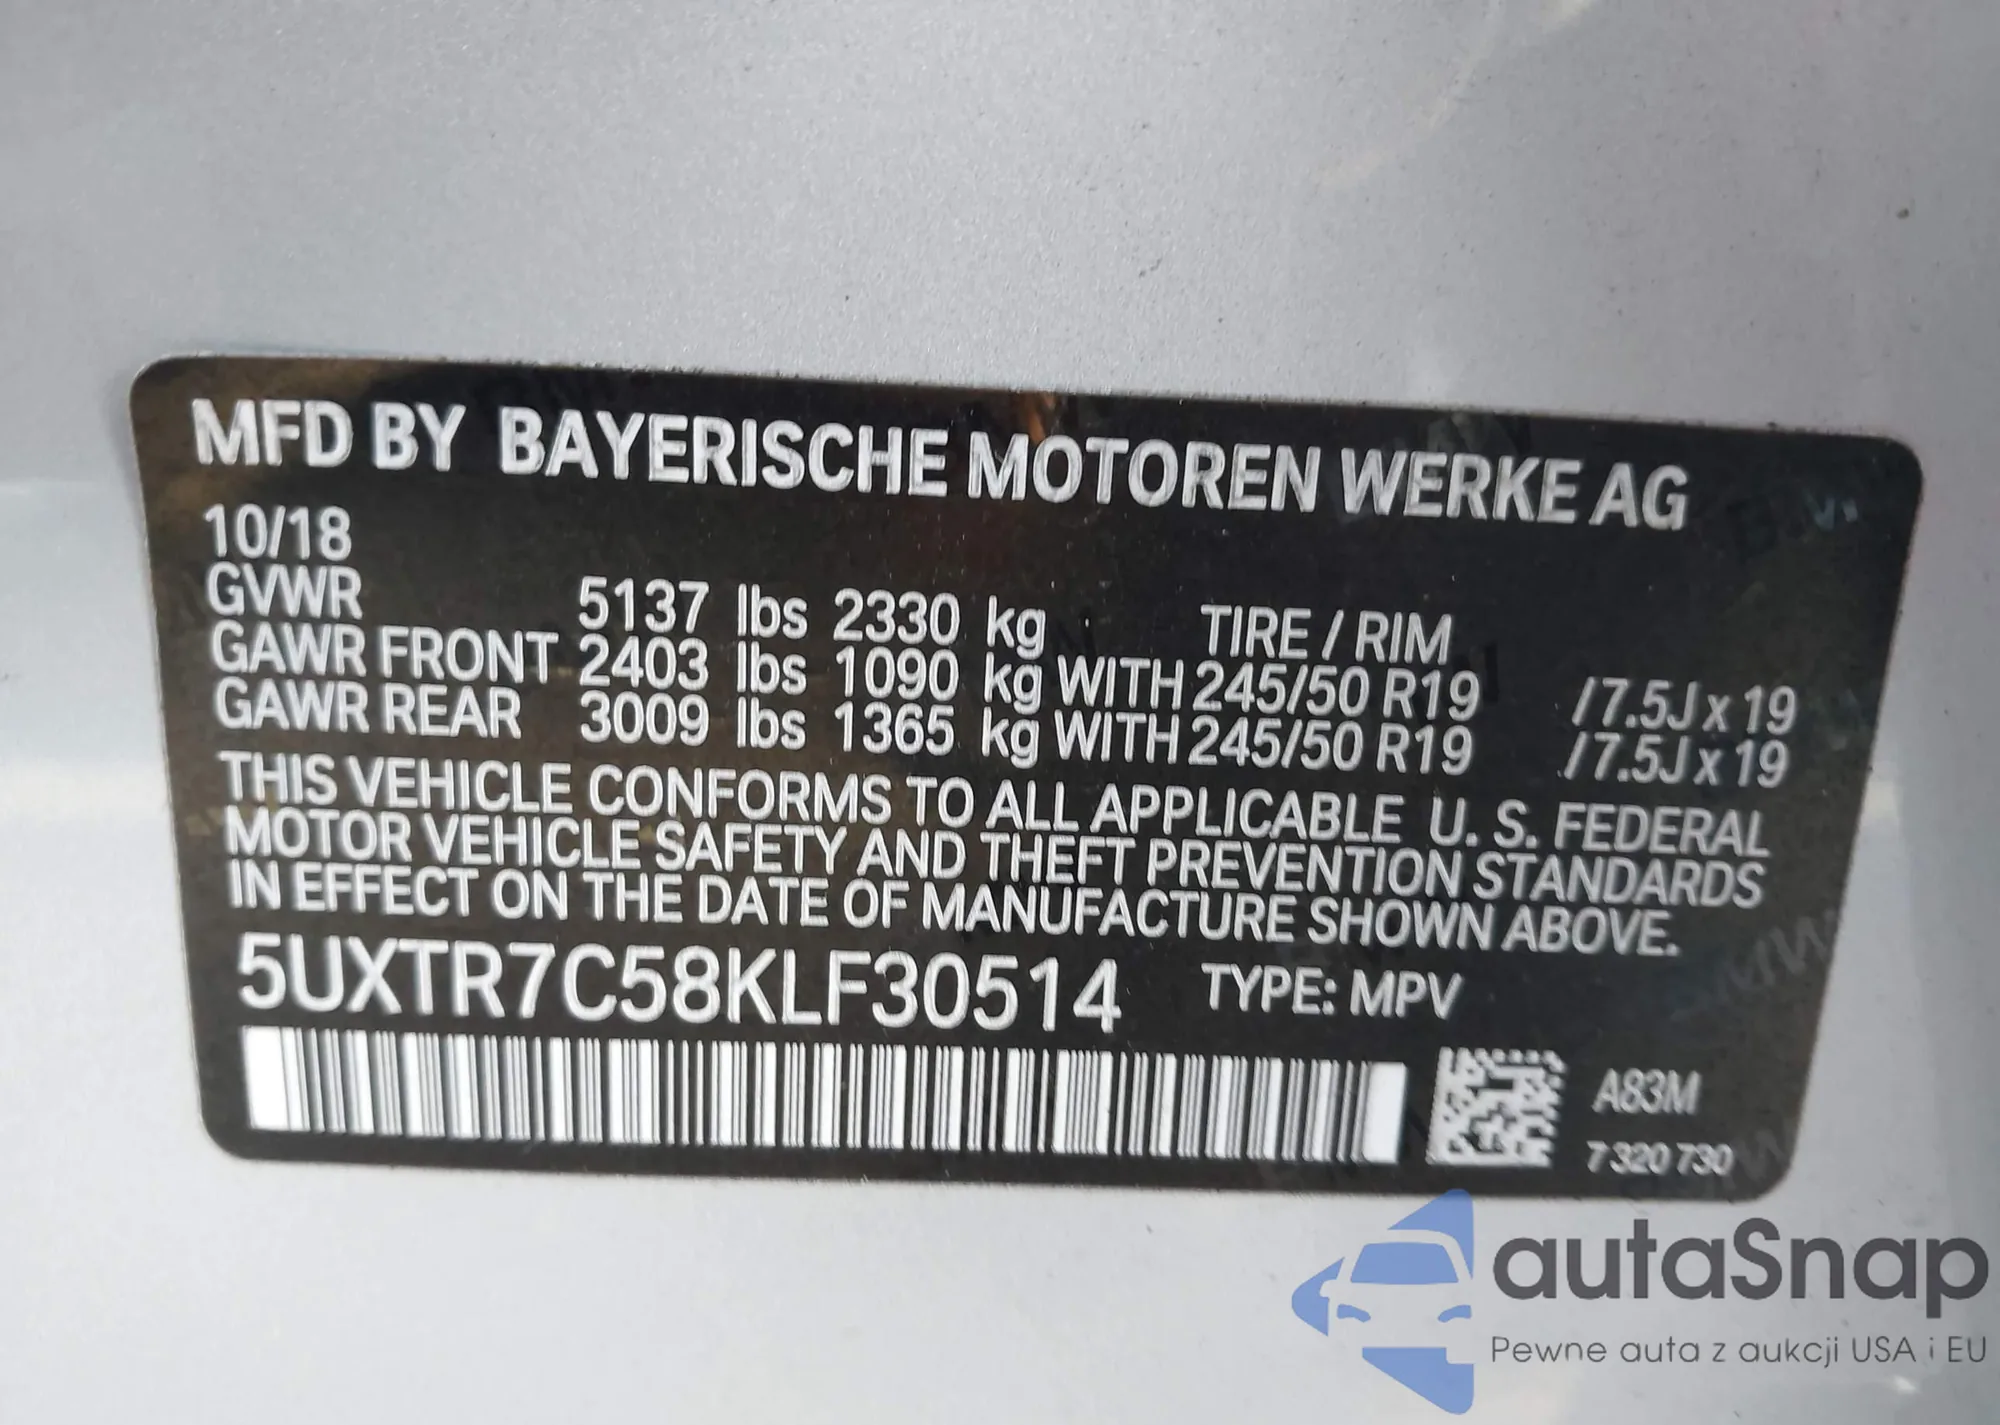 MFD BY BAYERISCHE MOTOREN WERKE AG
10/18
GVWR 5137 lbs 2330 kg TIRE / RIM
GAWR FRONT 2403 lbs 1090 kg WITH 245/50 R19 /7.5J x 19
GAWR REAR 3009 lbs 1365 kg WITH 245/50 R19 /7.5J x 19
THIS VEHICLE CONFORMS TO ALL APPLICABLE U. S. FEDERAL
MOTOR VEHICLE SAFETY AND THEFT PREVENTION STANDARDS
IN EFFECT ON THE DATE OF MANUFACTURE SHOWN ABOVE.
5UXTR7C58KLF30514 TYPE: MPV
A83M
7 320 730
autaSnap
Pewne auta z aukcji USA i EU